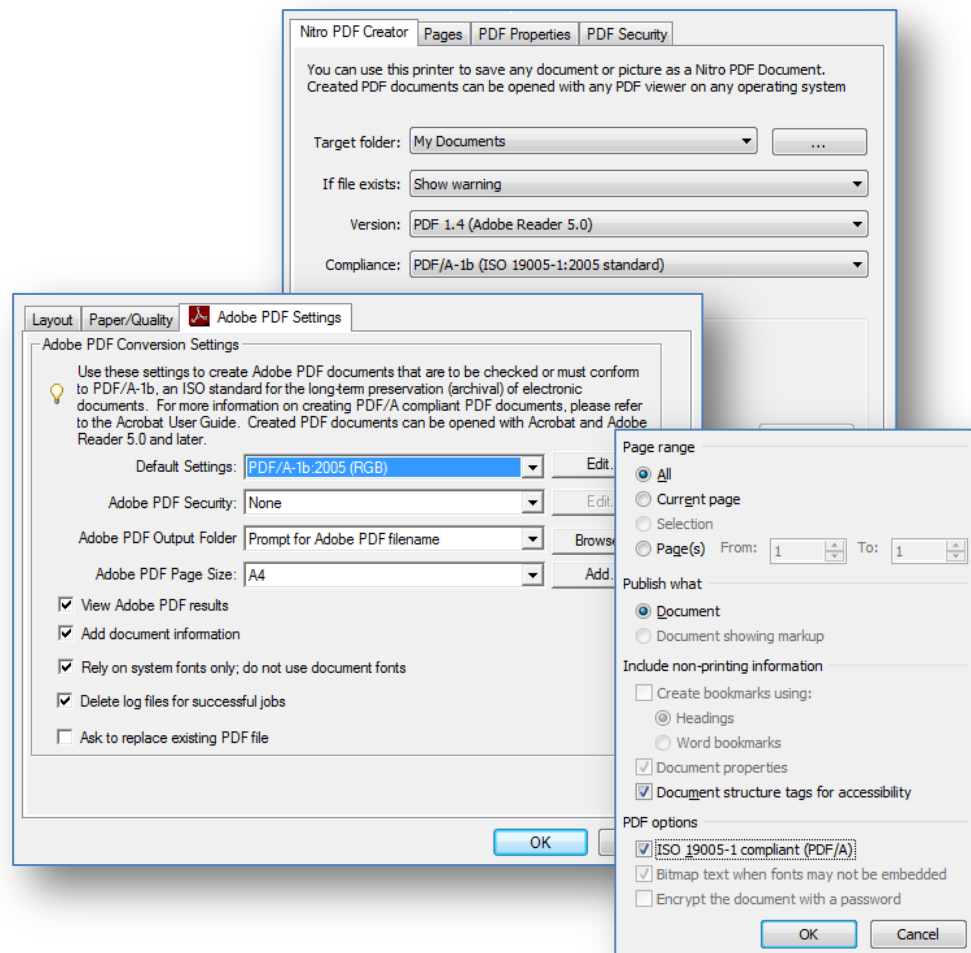 Nitro PDF Creator
Pages
PDF Properties
PDF Security
You can use this printer to save any document or picture as a Nitro PDF Document.
Created PDF documents can be opened with any PDF viewer on any operating system
Target folder: My Documents ...
If file exists: Show warning
Version: PDF 1.4 (Adobe Reader 5.0)
Compliance: PDF/A-1b (ISO 19005-1:2005 standard)
Layout
Paper/Quality
Adobe PDF Settings
Adobe PDF Conversion Settings
Use these settings to create Adobe PDF documents that are to be checked or must conform
to PDF/A-1b, an ISO standard for the long-term preservation (archival) of electronic
documents. For more information on creating PDF/A compliant PDF documents, please refer
to the Acrobat User Guide. Created PDF documents can be opened with Acrobat and Adobe
Reader 5.0 and later.
Default Settings: PDF/A-1b:2005 (RGB) Edit.
Adobe PDF Security: None Edit.
Adobe PDF Output Folder Prompt for Adobe PDF filename Browse
Adobe PDF Page Size: A4 Add.
View Adobe PDF results
Add document information
Rely on system fonts only; do not use document fonts
Delete log files for successful jobs
Ask to replace existing PDF file
OK
Page range
All
Current page
Selection
Page(s) From: 1 To: 1
Publish what
Document
Document showing markup
Include non-printing information
Create bookmarks using:
Headings
Word bookmarks
Document properties
Document structure tags for accessibility
PDF options
ISO 19005-1 compliant (PDF/A)
Bitmap text when fonts may not be embedded
Encrypt the document with a password
OK Cancel